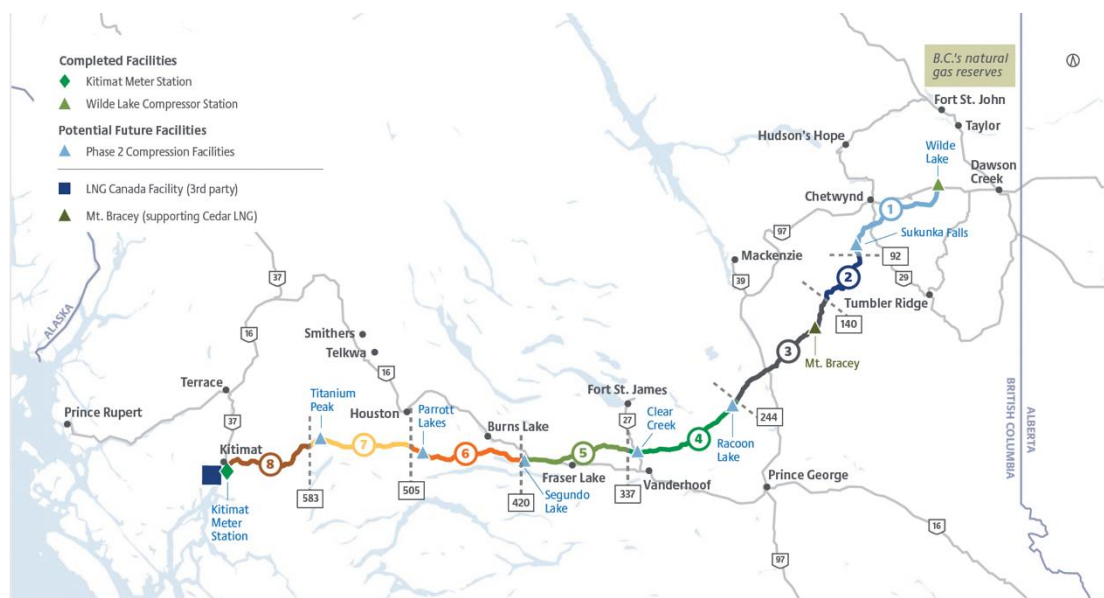 Completed Facilities
Kitimat Meter Station
Wilde Lake Compressor Station
Potential Future Facilities
Phase 2 Compression Facilities
LNG Canada Facility (3rd party)
Mt. Bracey (supporting Cedar LNG)
B.C.'s natural
gas reserves
Fort St. John
Taylor
Hudson's Hope
Wilde
Lake
Dawson
Creek
Chetwynd
1
Sukunka Falls
97
92
Mackenzie
2
29
39
Tumbler Ridge
140
37
ALASKA
16
Smithers
Telkwa
3
Mt. Bracey
16
Terrace
Titanium
Peak
Houston
Parrott
Lakes
Fort St. James
27
Clear
Creek
244
BRITISH COLUMBIA
ALBERTA
Prince Rupert
37
Burns Lake
4
Racoon
Lake
Kitimat
8
7
6
5
Fraser Lake
Vanderhoof
Prince George
583
505
420
Segundo
Lake
337
Kitimat
Meter
Station
16
97